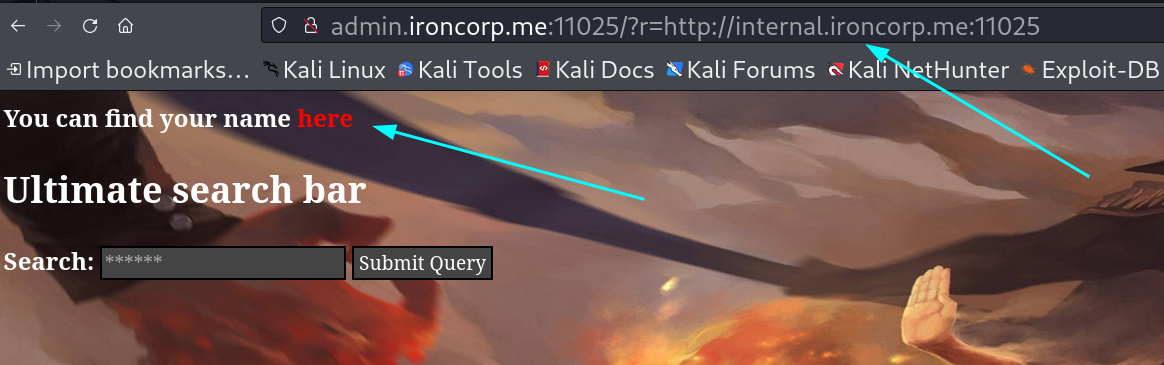 admin.ironcorp.me:11025/?r=http://internal.ironcorp.me:11025
Import bookmarks... Kali Linux Kali Tools Kali Docs Kali Forums Kali NetHunter Exploit-DB
You can find your name here
Ultimate search bar
Search: ****** Submit Query